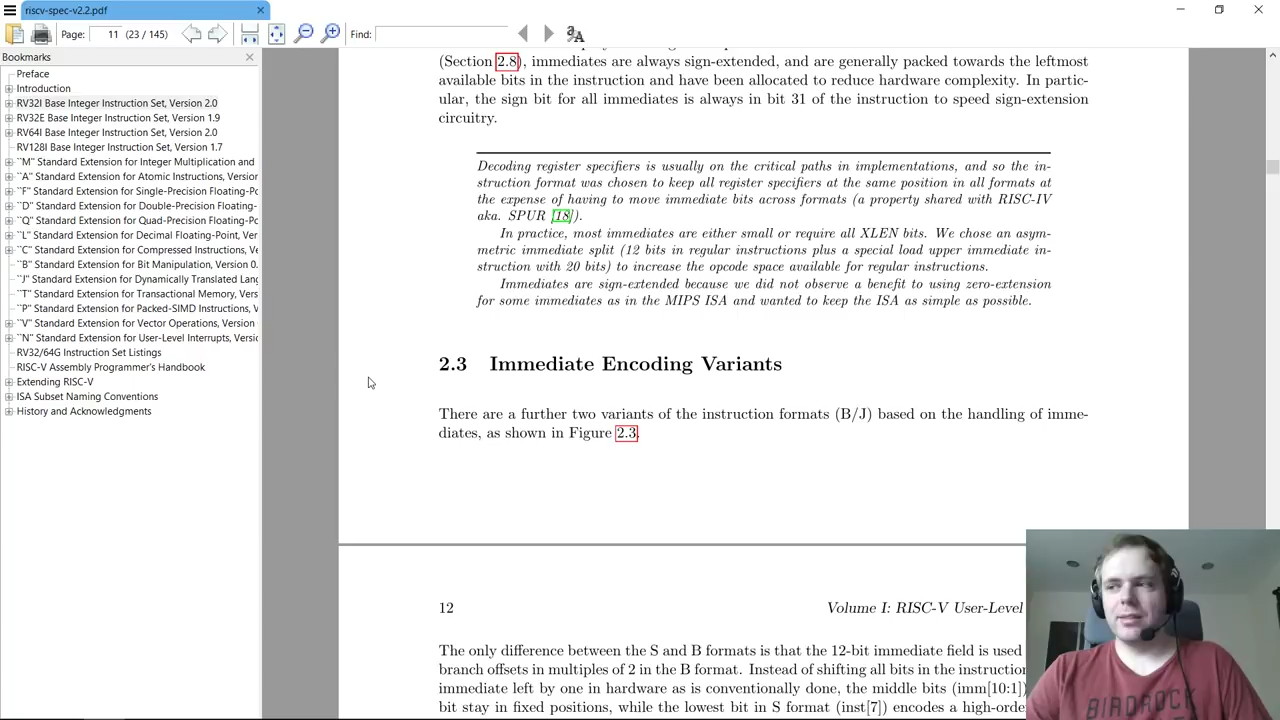 riscv-spec-v2.2.pdf
Page: 11 (23 / 145) Find:
Bookmarks
Preface
Introduction
RV32I Base Integer Instruction Set, Version 2.0
RV32E Base Integer Instruction Set, Version 1.9
RV64I Base Integer Instruction Set, Version 2.0
RV128I Base Integer Instruction Set, Version 1.7
``M'' Standard Extension for Integer Multiplication and
``A'' Standard Extension for Atomic Instructions, Version
``F'' Standard Extension for Single-Precision Floating-Po
``D'' Standard Extension for Double-Precision Floating-
``Q'' Standard Extension for Quad-Precision Floating-Po
``L'' Standard Extension for Decimal Floating-Point, Ver
``C'' Standard Extension for Compressed Instructions, Ve
``B'' Standard Extension for Bit Manipulation, Version 0.
``J'' Standard Extension for Dynamically Translated Lang
``T'' Standard Extension for Transactional Memory, Vers
``P'' Standard Extension for Packed-SIMD Instructions, V
``V'' Standard Extension for Vector Operations, Version
``N'' Standard Extension for User-Level Interrupts, Versio
RV32/64G Instruction Set Listings
RISC-V Assembly Programmer's Handbook
Extending RISC-V
ISA Subset Naming Conventions
History and Acknowledgments
(Section 2.8), immediates are always sign-extended, and are generally packed towards the leftmost
available bits in the instruction and have been allocated to reduce hardware complexity. In partic-
ular, the sign bit for all immediates is always in bit 31 of the instruction to speed sign-extension
circuitry.
Decoding register specifiers is usually on the critical paths in implementations, and so the in-
struction format was chosen to keep all register specifiers at the same position in all formats at
the expense of having to move immediate bits across formats (a property shared with RISC-IV
aka. SPUR [18]).
In practice, most immediates are either small or require all XLEN bits. We chose an asym-
metric immediate split (12 bits in regular instructions plus a special load upper immediate in-
struction with 20 bits) to increase the opcode space available for regular instructions.
Immediates are sign-extended because we did not observe a benefit to using zero-extension
for some immediates as in the MIPS ISA and wanted to keep the ISA as simple as possible.
2.3 Immediate Encoding Variants
There are a further two variants of the instruction formats (B/J) based on the handling of imme-
diates, as shown in Figure 2.3.
12 Volume I: RISC-V User-Level
The only difference between the S and B formats is that the 12-bit immediate field is used
branch offsets in multiples of 2 in the B format. Instead of shifting all bits in the instruction
immediate left by one in hardware as is conventionally done, the middle bits (imm[10:1])
bit stay in fixed positions, while the lowest bit in S format (inst[7]) encodes a high-order
BIRDROCK